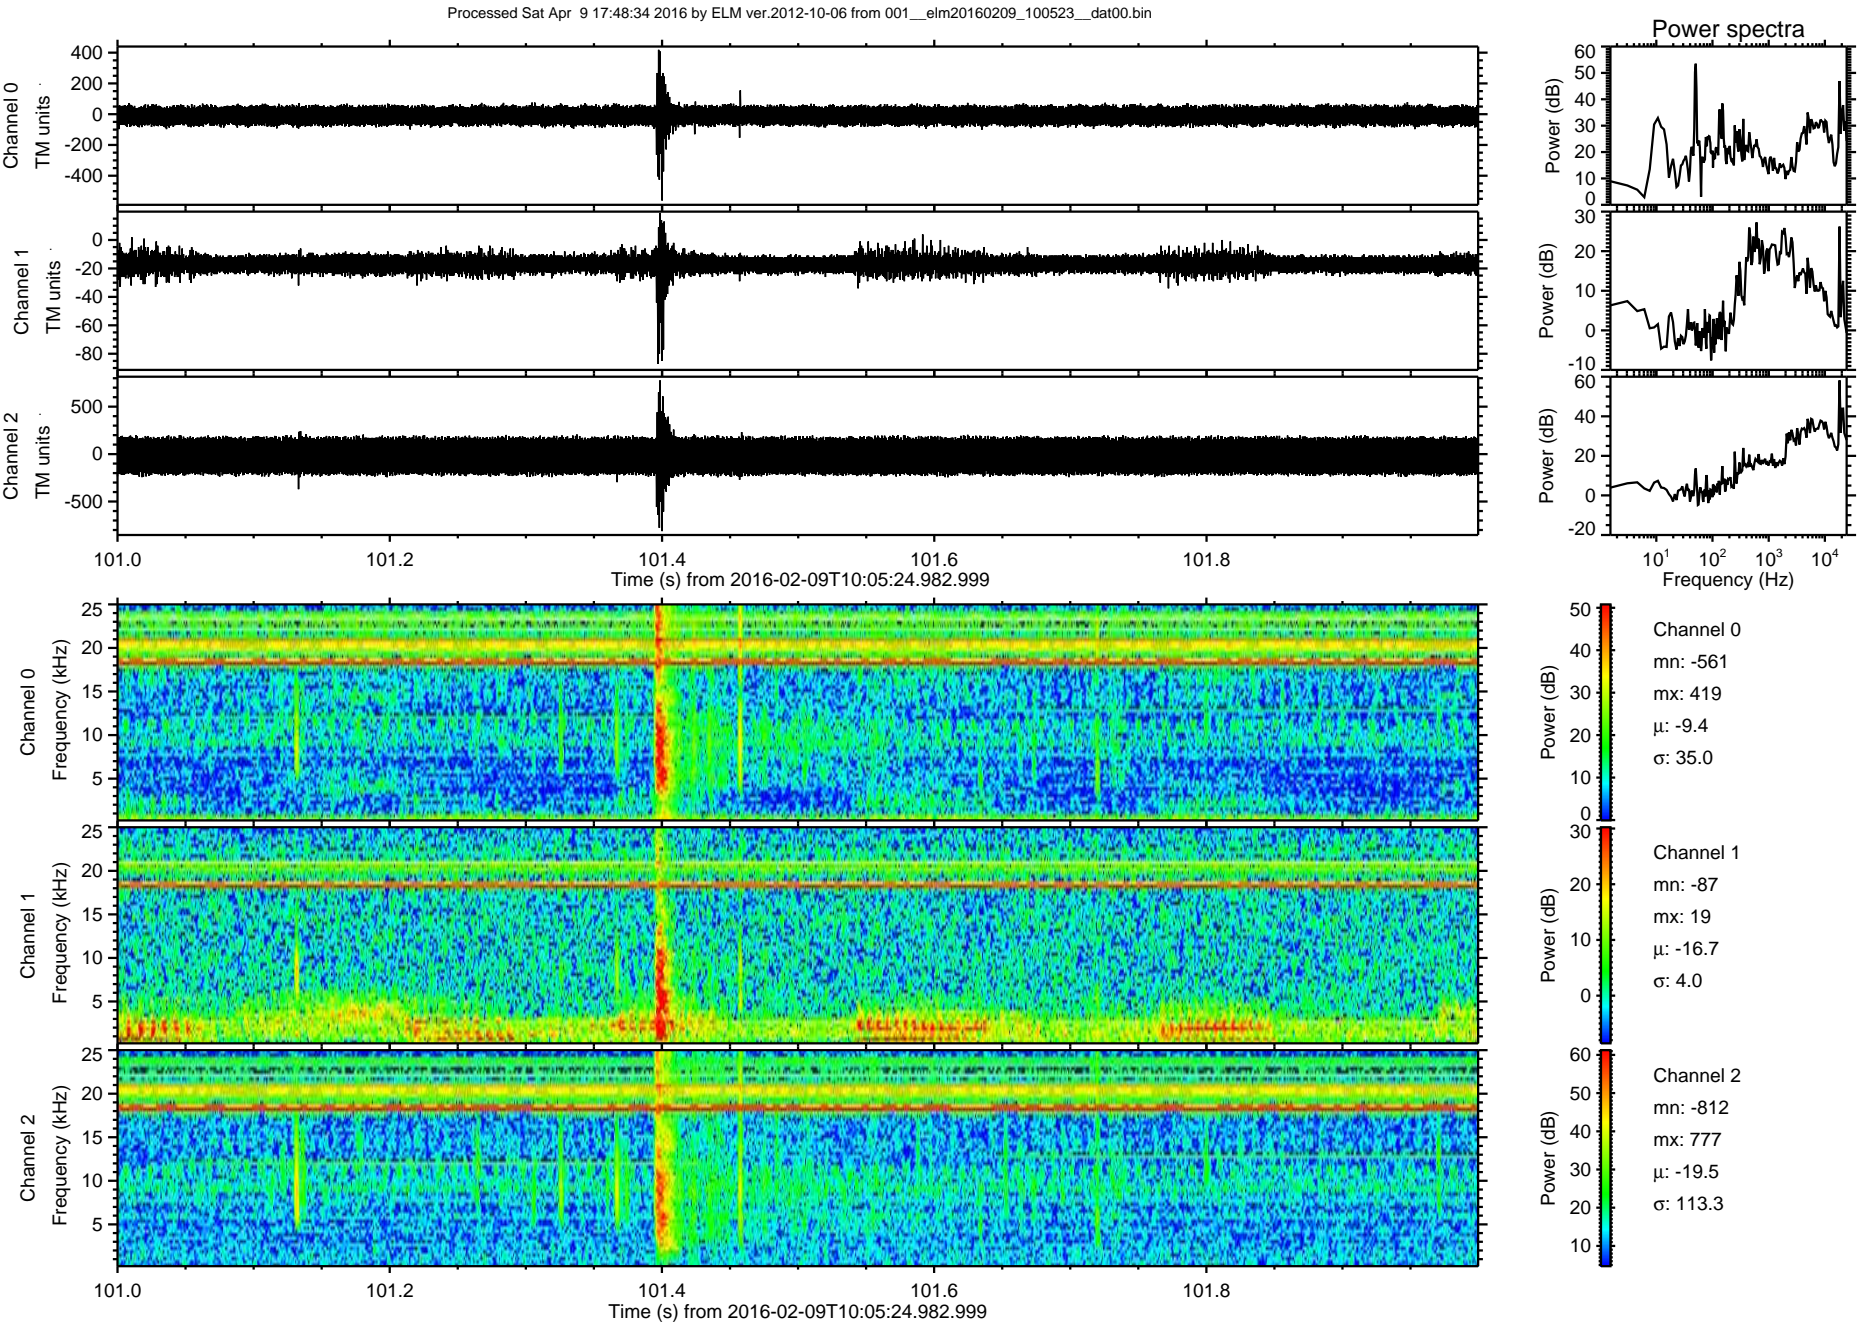 Processed Sat Apr  9 17:48:34 2016 by ELM ver.2012-10-06 from 001__elm20160209_100523__dat00.bin
Power spectra
Channel 0
TM units
400
200
0
-200
-400
Power (dB)
60
50
40
30
20
10
0
Channel 1
TM units
0
-20
-40
-60
-80
Power (dB)
30
20
10
0
-10
Channel 2
TM units
500
0
-500
Power (dB)
60
40
20
0
-20
101.0 101.2 101.4 101.6 101.8
Time (s) from 2016-02-09T10:05:24.982.999
10^1 10^2 10^3 10^4
Frequency (Hz)
Channel 0
Frequency (kHz)
25
20
15
10
5
Power (dB)
50
40
30
20
10
0
Channel 0
mn: -561
mx: 419
μ: -9.4
σ: 35.0
Channel 1
Frequency (kHz)
25
20
15
10
5
Power (dB)
30
20
10
0
Channel 1
mn: -87
mx: 19
μ: -16.7
σ: 4.0
Channel 2
Frequency (kHz)
25
20
15
10
5
Power (dB)
60
50
40
30
20
10
Channel 2
mn: -812
mx: 777
μ: -19.5
σ: 113.3
101.0 101.2 101.4 101.6 101.8
Time (s) from 2016-02-09T10:05:24.982.999